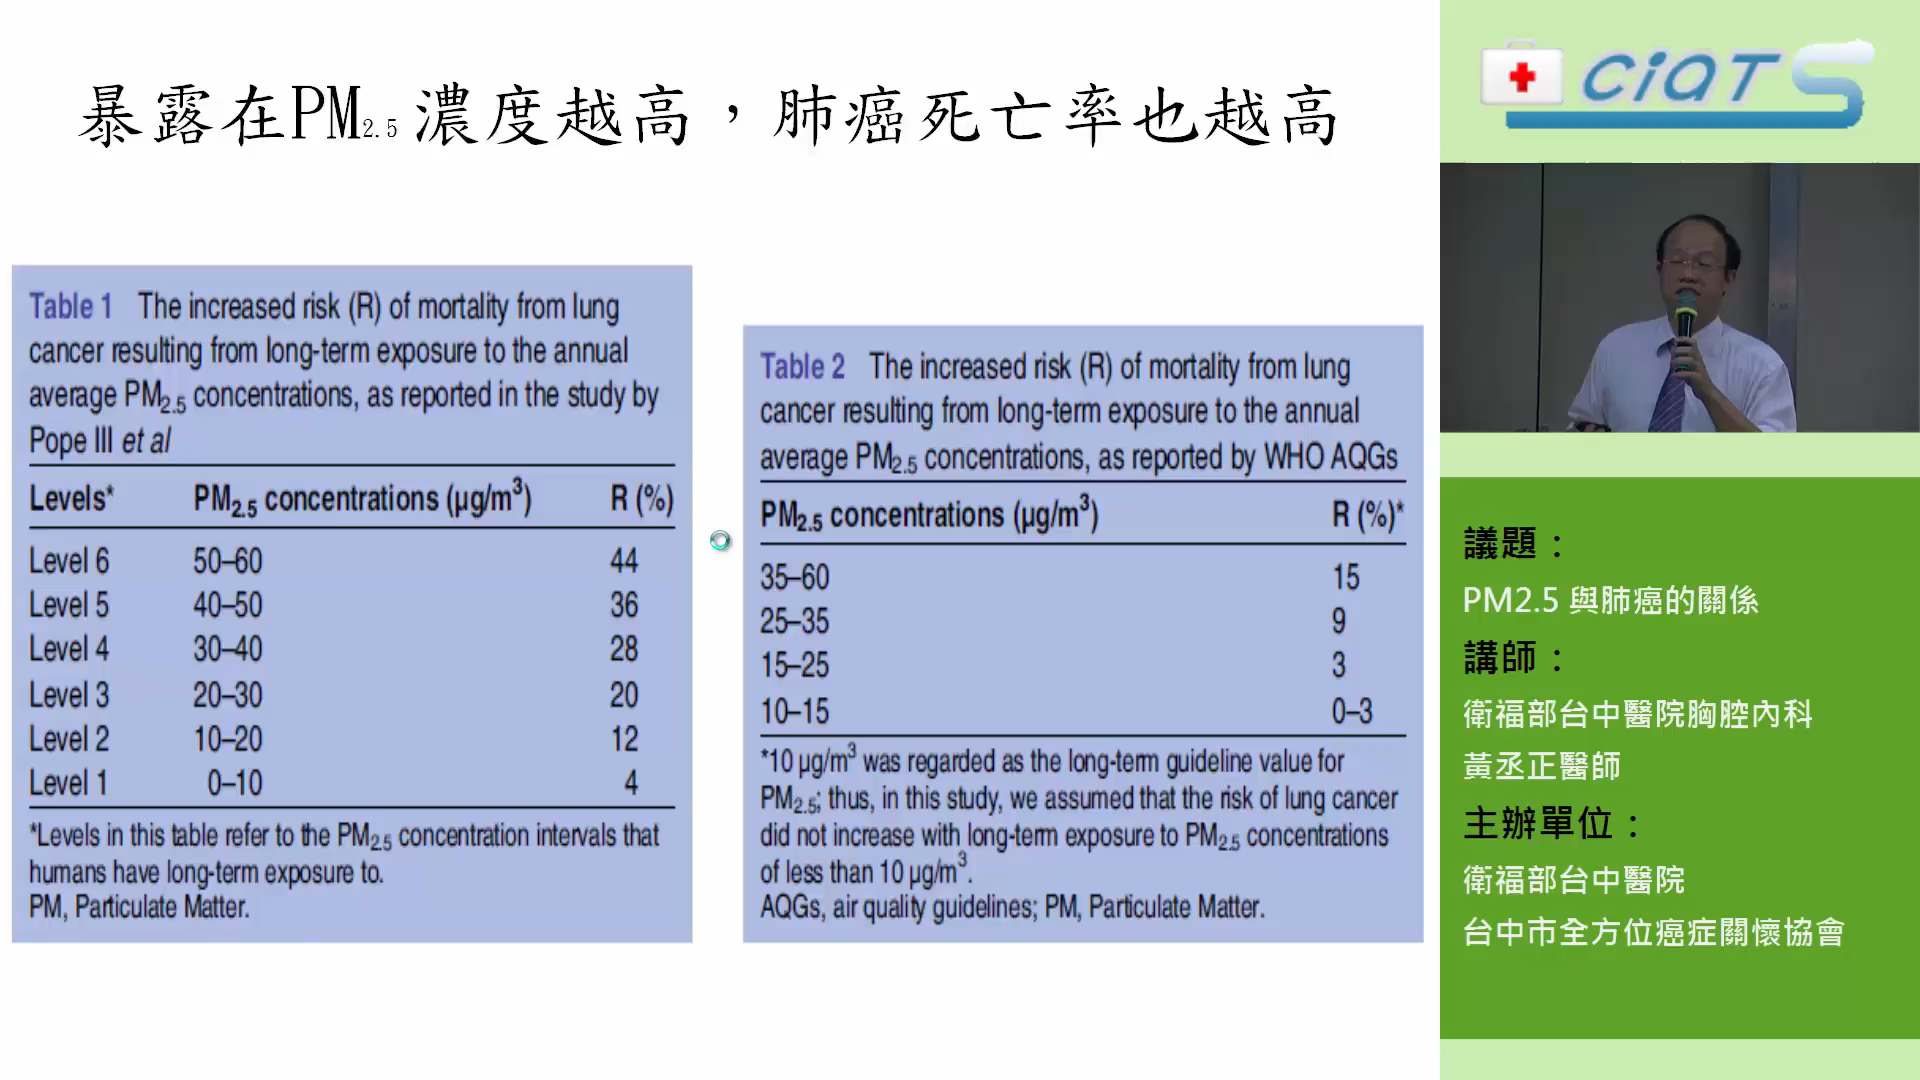 暴露在PM2.5濃度越高，肺癌死亡率也越高
Table 1 The increased risk (R) of mortality from lung
cancer resulting from long-term exposure to the annual
average PM2.5 concentrations, as reported in the study by
Pope III et al
Levels* PM2.5 concentrations (µg/m3) R (%)
Level 6 50–60 44
Level 5 40–50 36
Level 4 30–40 28
Level 3 20–30 20
Level 2 10–20 12
Level 1 0–10 4
*Levels in this table refer to the PM2.5 concentration intervals that
humans have long-term exposure to.
PM, Particulate Matter.
Table 2 The increased risk (R) of mortality from lung
cancer resulting from long-term exposure to the annual
average PM2.5 concentrations, as reported by WHO AQGs
PM2.5 concentrations (µg/m3) R (%)*
35–60 15
25–35 9
15–25 3
10–15 0–3
*10 µg/m3 was regarded as the long-term guideline value for
PM2.5; thus, in this study, we assumed that the risk of lung cancer
did not increase with long-term exposure to PM2.5 concentrations
of less than 10 µg/m3.
AQGs, air quality guidelines; PM, Particulate Matter.
CiQTS
議題：
PM2.5 與肺癌的關係
講師：
衛福部台中醫院胸腔內科
黃丞正醫師
主辦單位：
衛福部台中醫院
台中市全方位癌症關懷協會